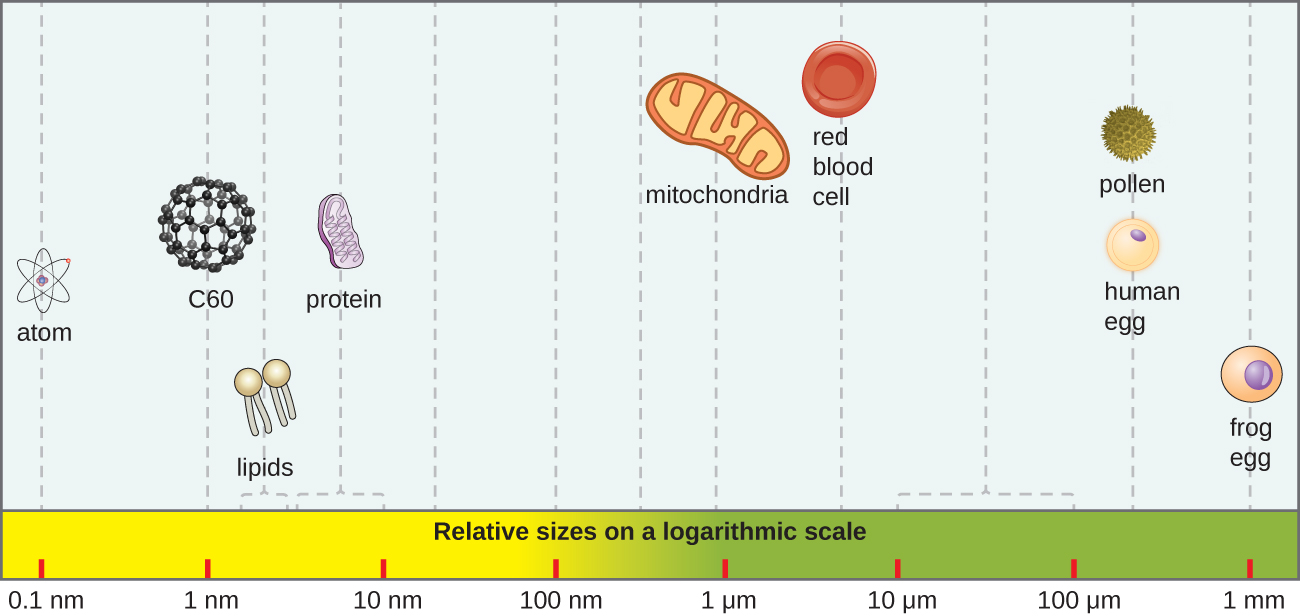 atom
C60
lipids
protein
mitochondria
red
blood
cell
pollen
human
egg
frog
egg
Relative sizes on a logarithmic scale
0.1 nm
1 nm
10 nm
100 nm
1 µm
10 µm
100 µm
1 mm